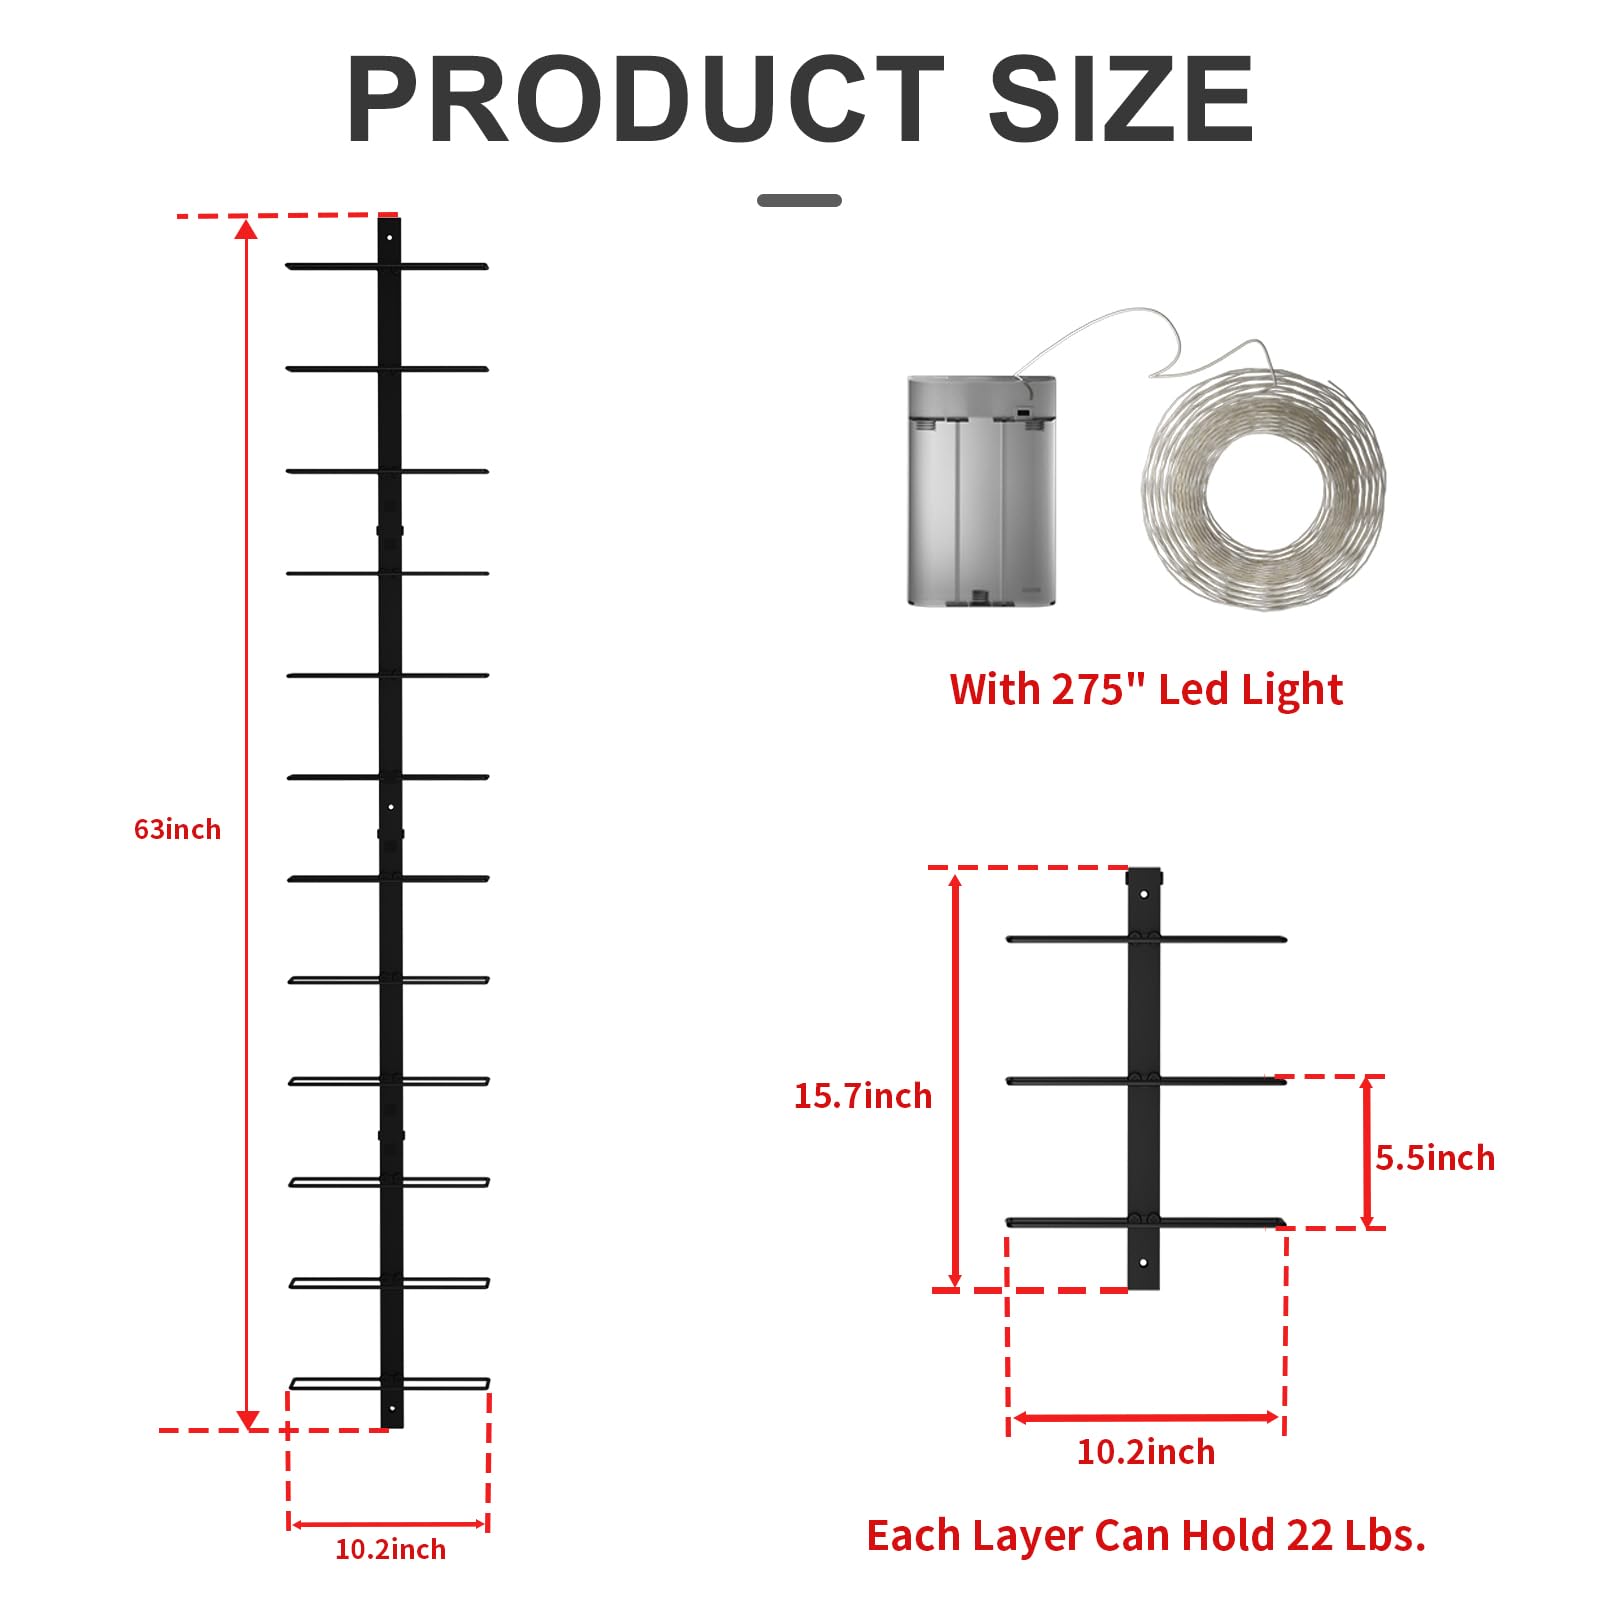 PRODUCT SIZE
63inch
10.2inch
With 275" Led Light
15.7inch
5.5inch
10.2inch
Each Layer Can Hold 22 Lbs.